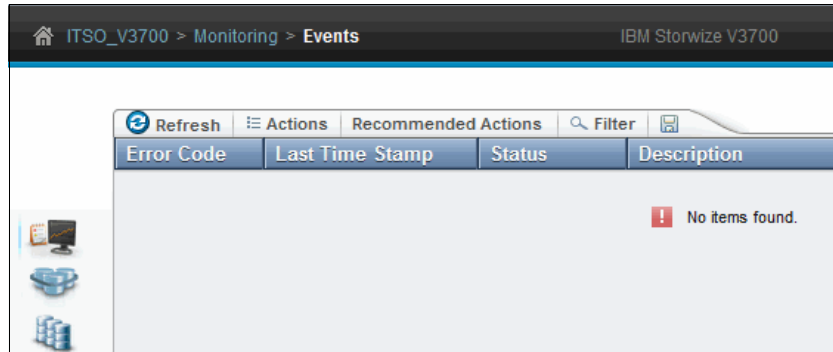 ITSO_V3700 > Monitoring > Events IBM Storwize V3700
Refresh Actions Recommended Actions Filter
Error Code Last Time Stamp Status Description
No items found.